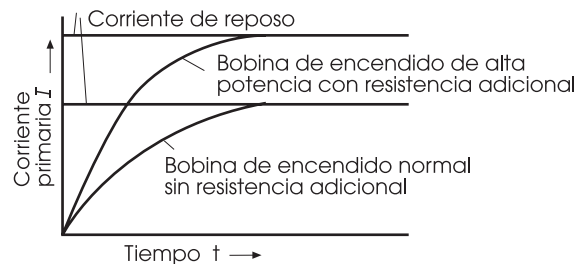 Corriente de reposo
Bobina de encendido de alta
potencia con resistencia adicional
Corriente
primaria I
Bobina de encendido normal
sin resistencia adicional
Tiempo t